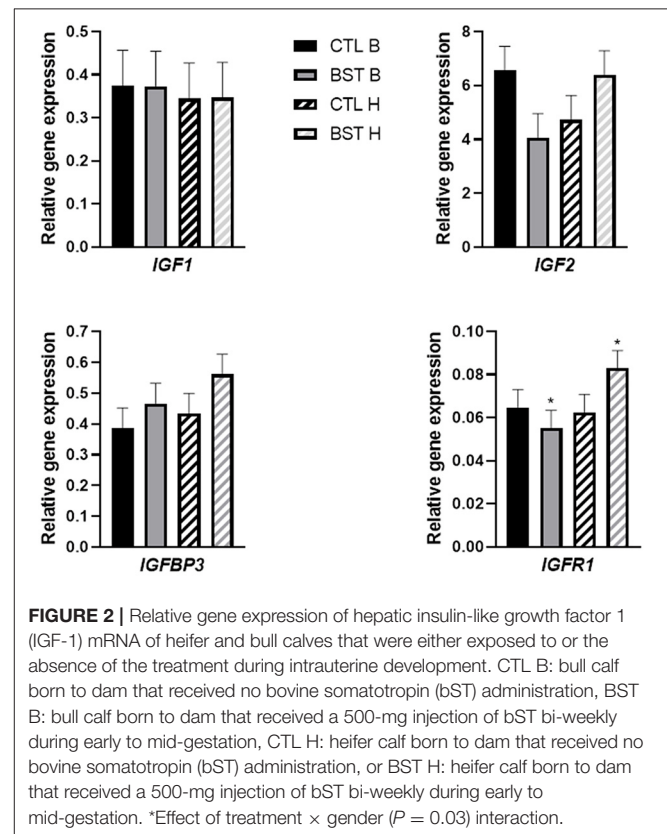 Relative gene expression
0.5
0.4
0.3
0.2
0.1
0.0
IGF1
CTL B
BST B
CTL H
BST H
Relative gene expression
8
6
4
2
0
IGF2
Relative gene expression
0.7
0.6
0.5
0.4
0.3
0.2
0.1
0.0
IGFBP3
Relative gene expression
0.10
0.08
0.06
0.04
0.02
0.00
*
*
IGFR1
FIGURE 2 | Relative gene expression of hepatic insulin-like growth factor 1
(IGF-1) mRNA of heifer and bull calves that were either exposed to or the
absence of the treatment during intrauterine development. CTL B: bull calf
born to dam that received no bovine somatotropin (bST) administration, BST
B: bull calf born to dam that received a 500-mg injection of bST bi-weekly
during early to mid-gestation, CTL H: heifer calf born to dam that received no
bovine somatotropin (bST) administration, or BST H: heifer calf born to dam
that received a 500-mg injection of bST bi-weekly during early to
mid-gestation. *Effect of treatment × gender (P = 0.03) interaction.